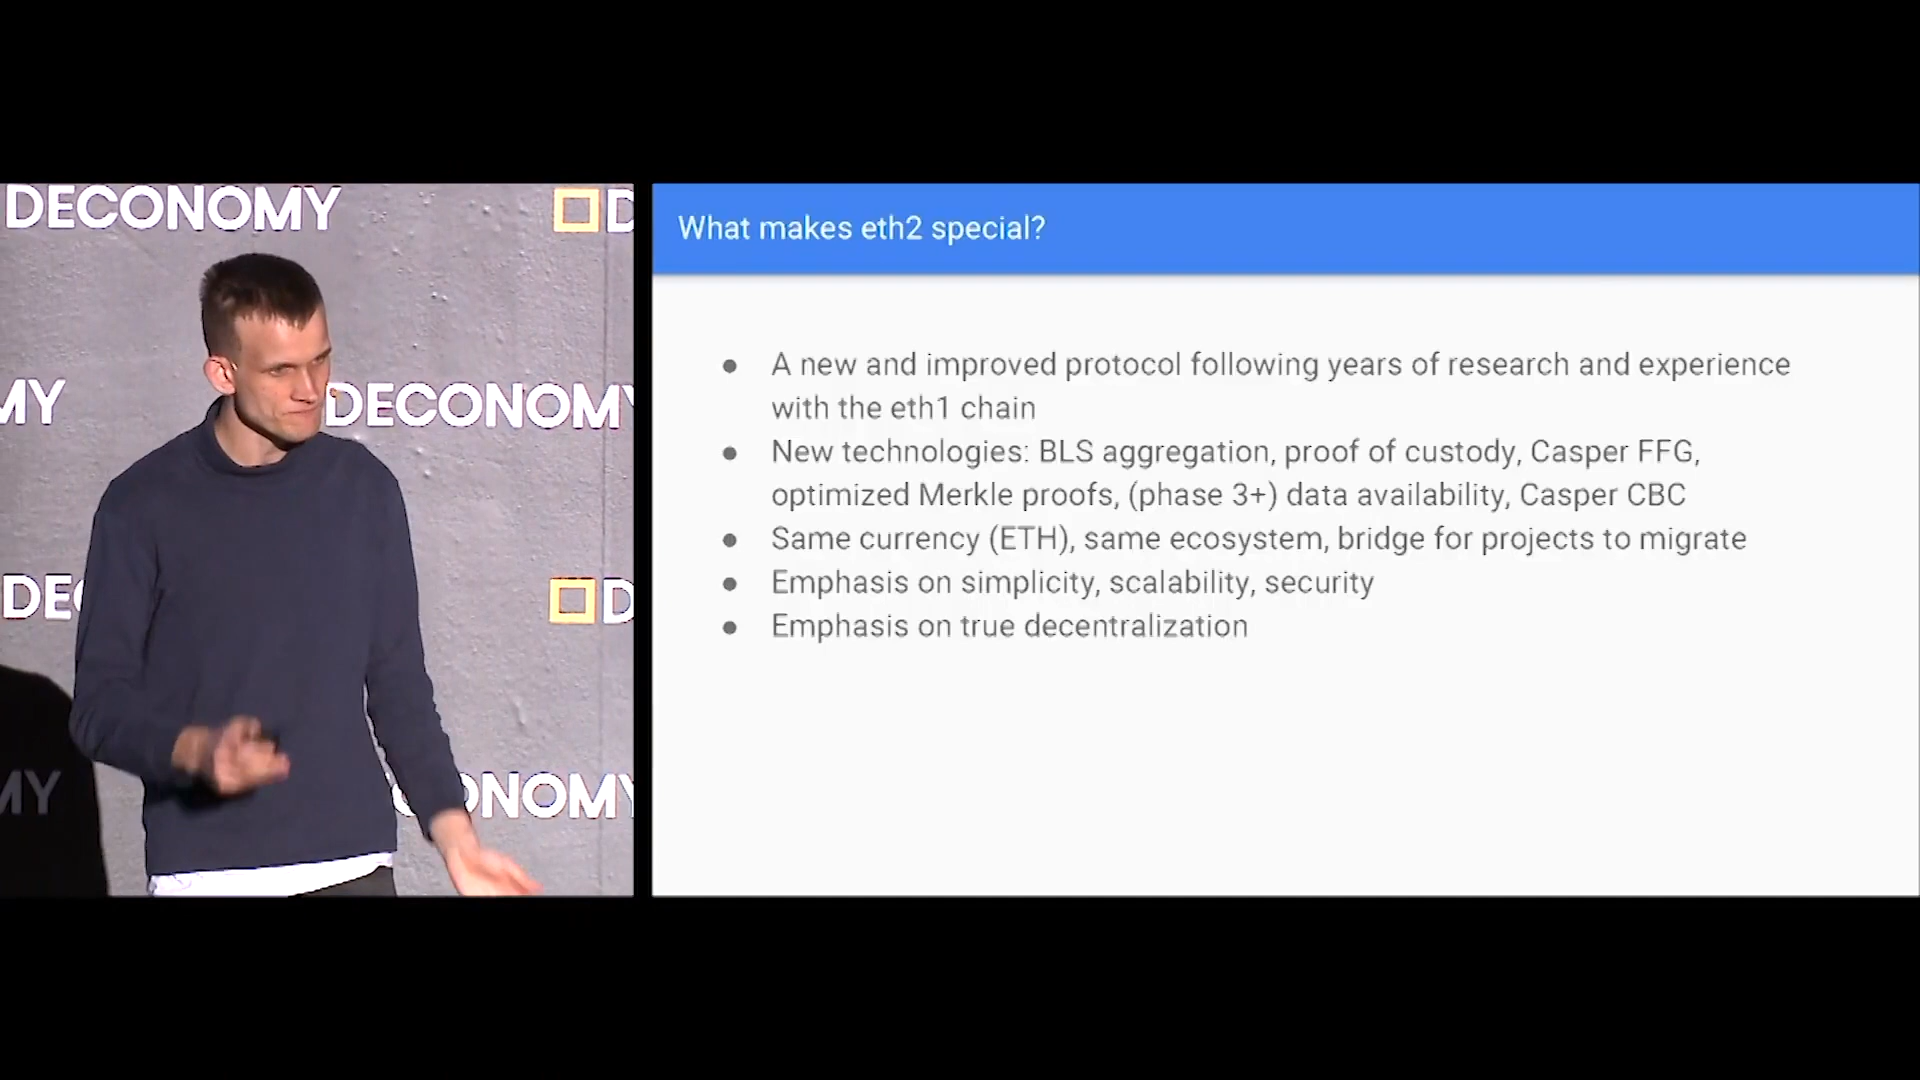 DECONOMY
D
MY
DECONOMY
DEC
D
MY
ONOMY
What makes eth2 special?
● A new and improved protocol following years of research and experience
with the eth1 chain
● New technologies: BLS aggregation, proof of custody, Casper FFG,
optimized Merkle proofs, (phase 3+) data availability, Casper CBC
● Same currency (ETH), same ecosystem, bridge for projects to migrate
● Emphasis on simplicity, scalability, security
● Emphasis on true decentralization